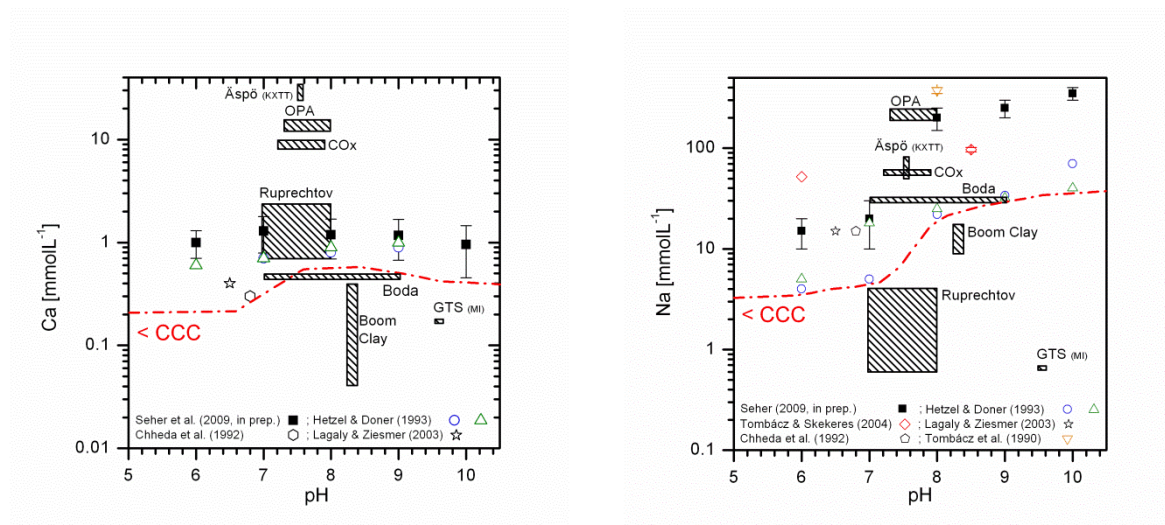 Äspö (KXTT)
OPA
COx
Ruprechtov
Boda
GTS (MI)
Boom
Clay
< CCC
Ca [mmolL-1]
10
1
0.1
0.01
Seher et al. (2009, in prep.) ; Hetzel & Doner (1993)
Chheda et al. (1992) ; Lagaly & Ziesmer (2003)
5 6 7 8 9 10
pH
OPA
Äspö (KXTT)
COx
Boda
Boom Clay
Ruprechtov
< CCC
GTS (MI)
Na [mmolL-1]
100
10
1
0.1
Seher (2009, in prep.) ; Hetzel & Doner (1993)
Tombácz & Skekeres (2004) ; Lagaly & Ziesmer (2003)
Chheda et al. (1992) ; Tombácz et al. (1990)
5 6 7 8 9 10
pH